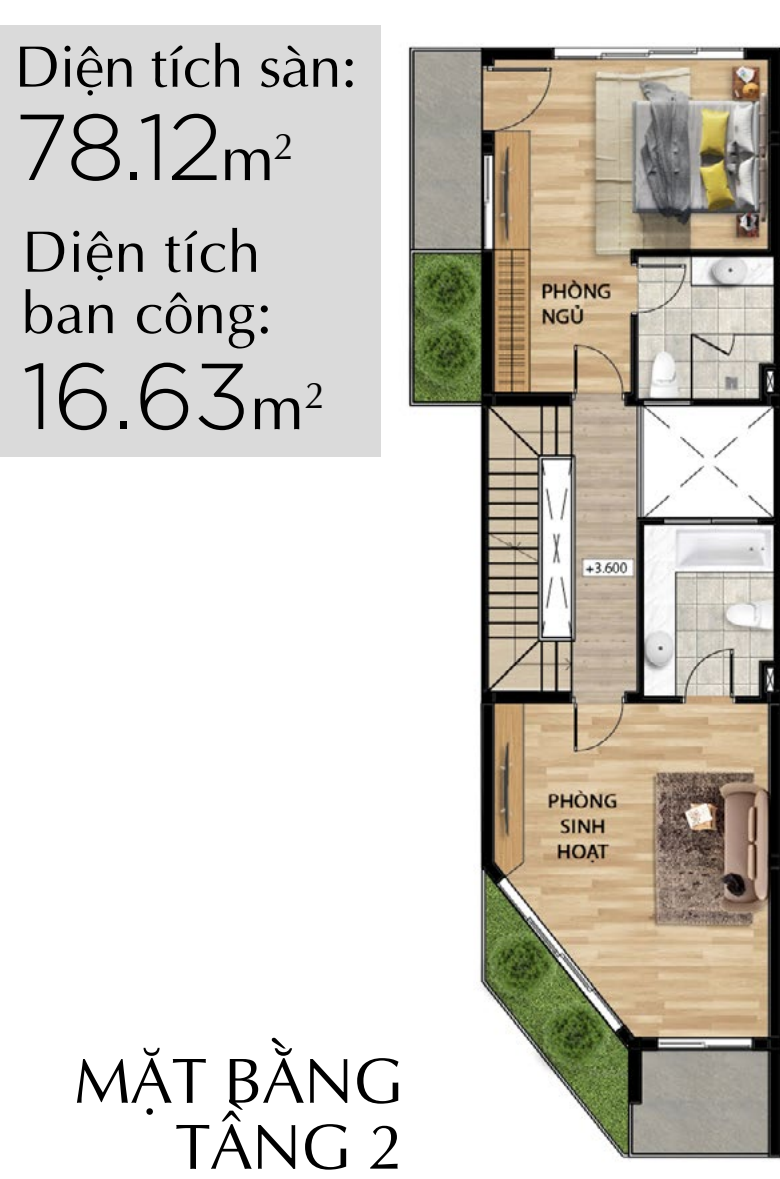 Diện tích sàn:
78.12m²
Diện tích
ban công:
16.63m²
PHÒNG
NGỦ
+3.600
PHÒNG
SINH
HOẠT
MẶT BẰNG
TẦNG 2